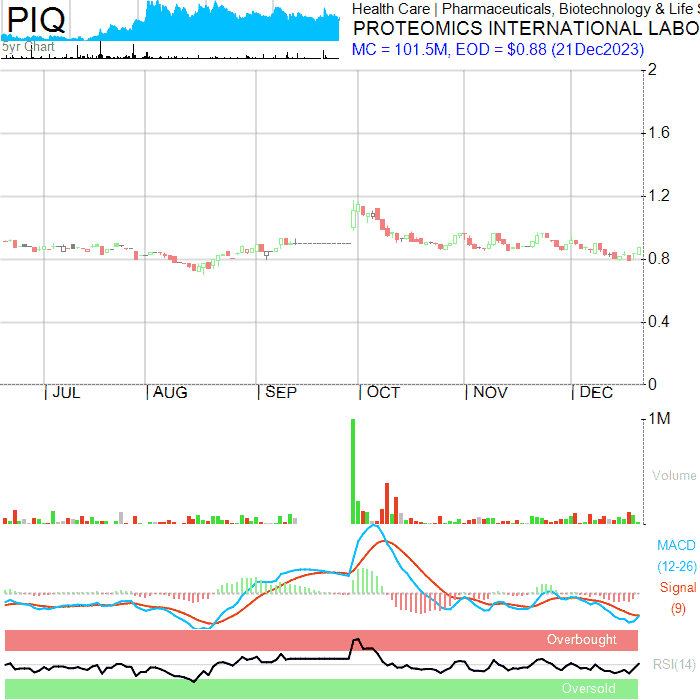 PIQ
5yr Chart
Health Care | Pharmaceuticals, Biotechnology & Life S
PROTEOMICS INTERNATIONAL LABO
MC = 101.5M, EOD = $0.88 (21Dec2023)
2
1.6
1.2
0.8
0.4
0
| JUL | AUG | SEP | OCT | NOV | DEC
1M
Volume
MACD
(12-26)
Signal
(9)
Overbought
RSI(14)
Oversold